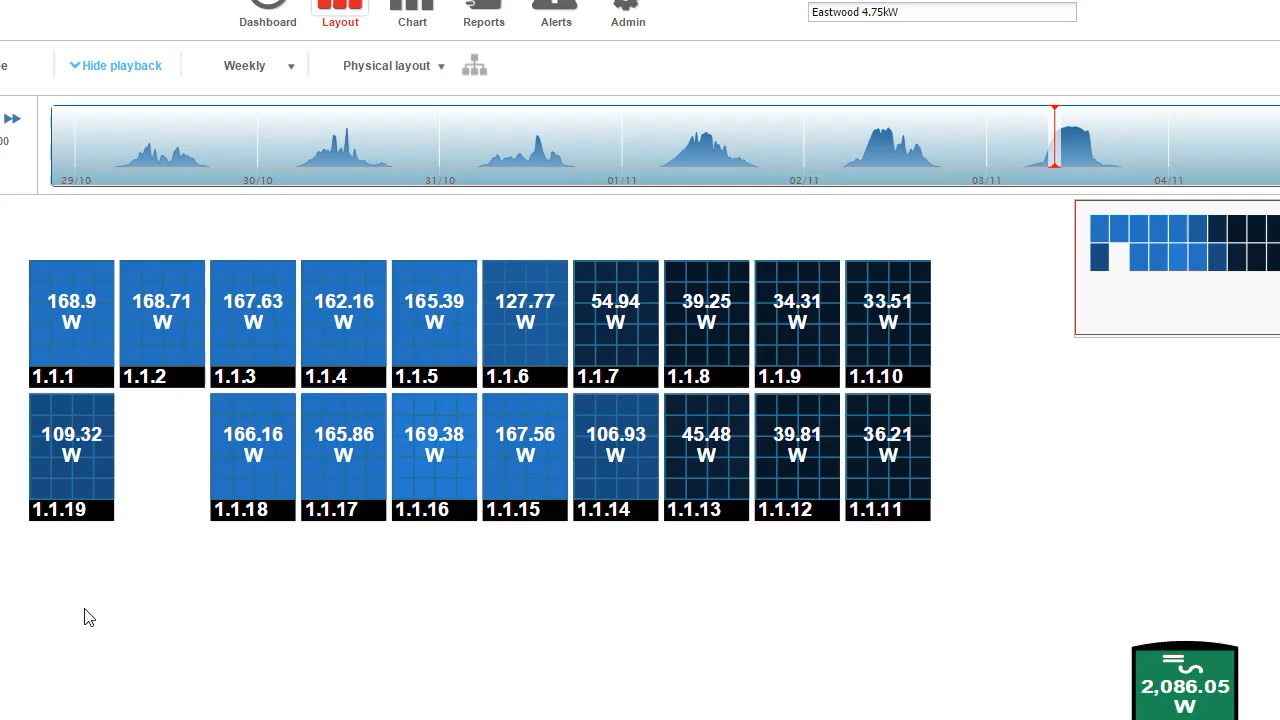 Dashboard
Layout
Chart
Reports
Alerts
Admin
Eastwood 4.75kW
e
Hide playback
Weekly
Physical layout
00
29/10
30/10
31/10
01/11
02/11
03/11
04/11
168.9
W
1.1.1
168.71
W
1.1.2
167.63
W
1.1.3
162.16
W
1.1.4
165.39
W
1.1.5
127.77
W
1.1.6
54.94
W
1.1.7
39.25
W
1.1.8
34.31
W
1.1.9
33.51
W
1.1.10
109.32
W
1.1.19
166.16
W
1.1.18
165.86
W
1.1.17
169.38
W
1.1.16
167.56
W
1.1.15
106.93
W
1.1.14
45.48
W
1.1.13
39.81
W
1.1.12
36.21
W
1.1.11
2,086.05
W